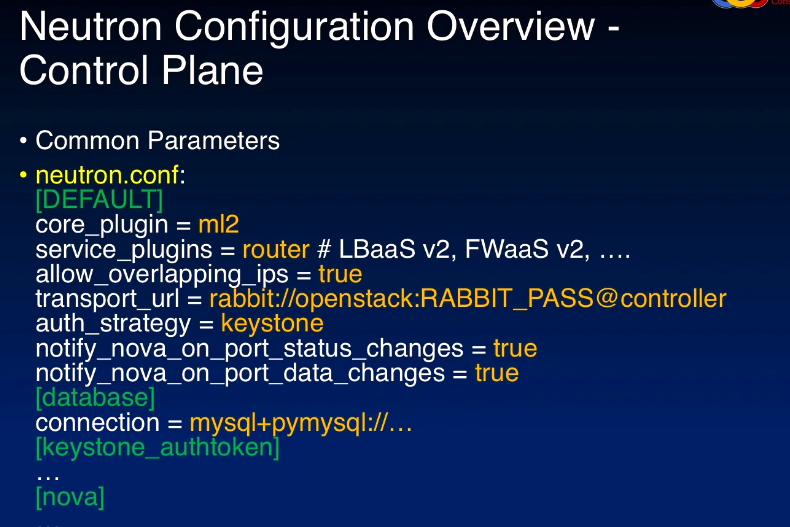 Neutron Configuration Overview -
Control Plane
• Common Parameters
• neutron.conf:
[DEFAULT]
core_plugin = ml2
service_plugins = router # LBaaS v2, FWaaS v2, ….
allow_overlapping_ips = true
transport_url = rabbit://openstack:RABBIT_PASS@controller
auth_strategy = keystone
notify_nova_on_port_status_changes = true
notify_nova_on_port_data_changes = true
[database]
connection = mysql+pymysql://…
[keystone_authtoken]
…
[nova]
…